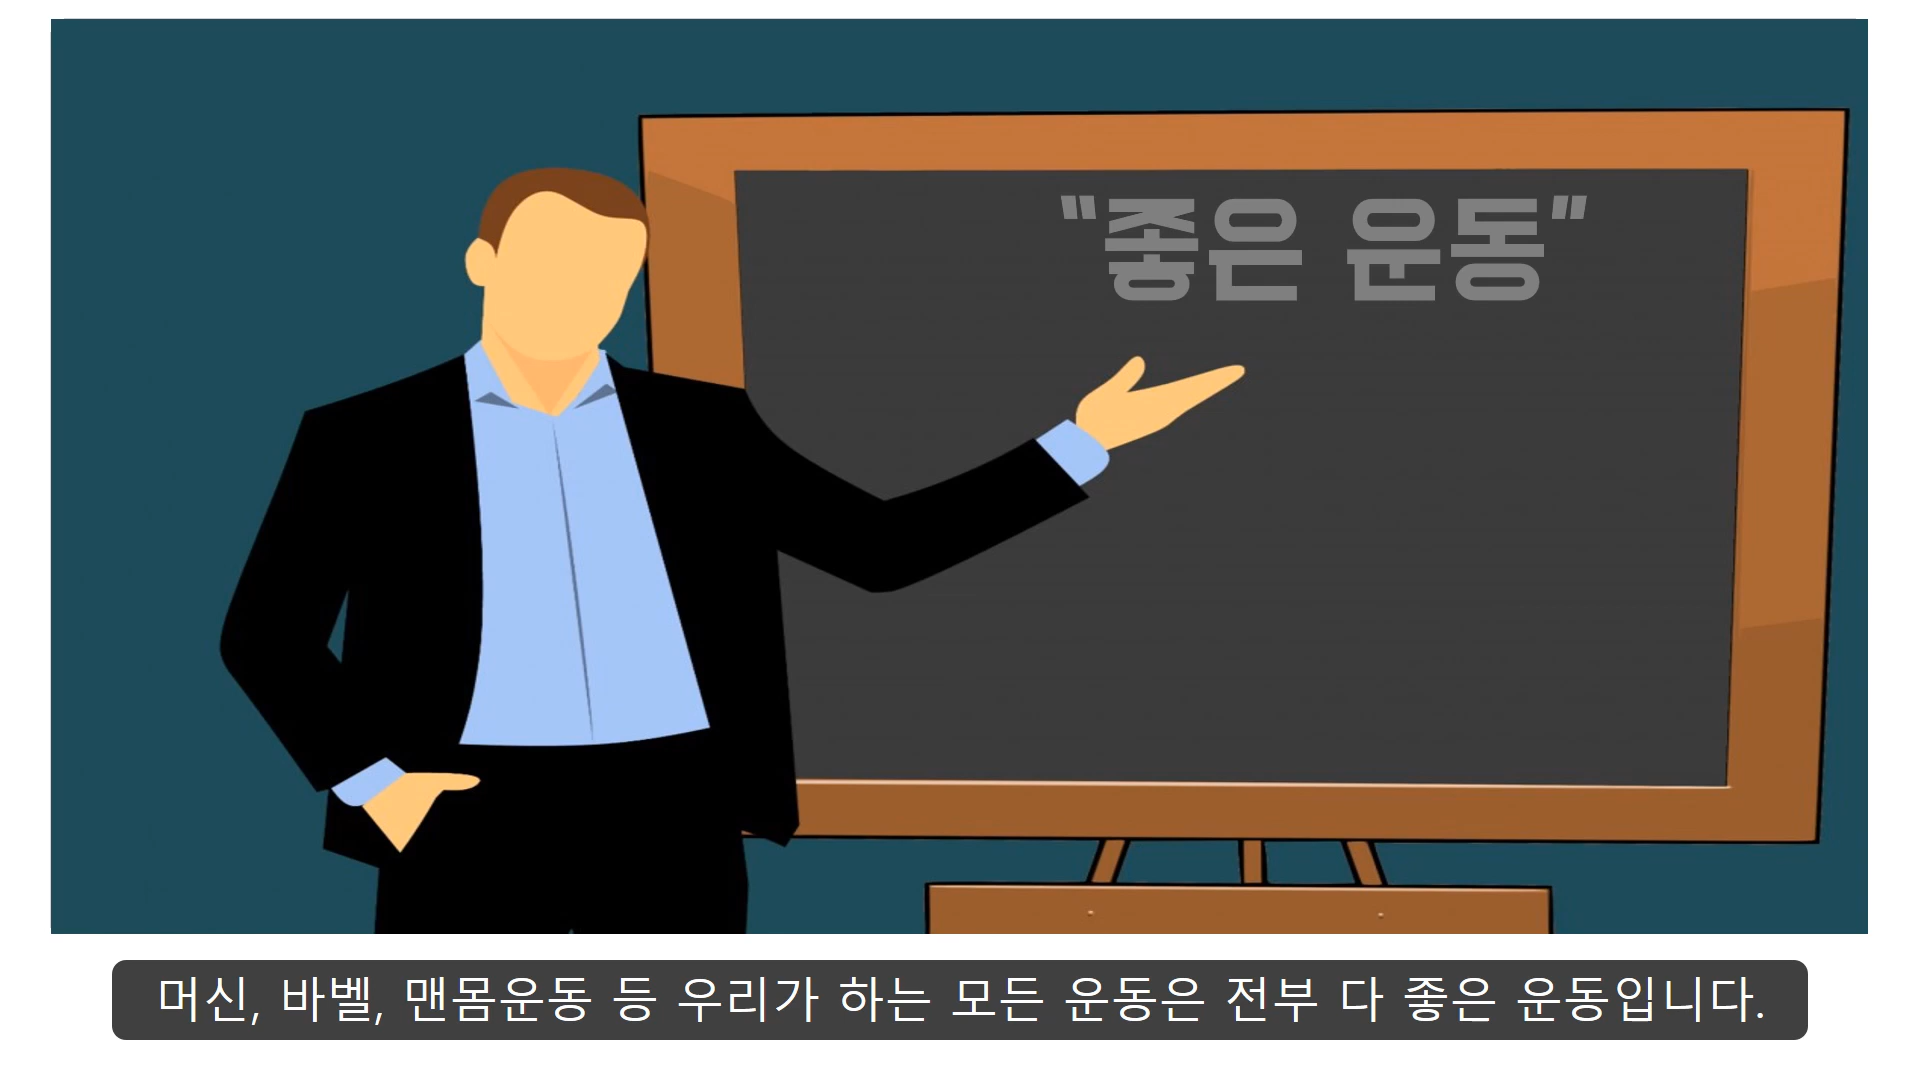 "좋은 운동"
머신, 바벨, 맨몸운동 등 우리가 하는 모든 운동은 전부 다 좋은 운동입니다.